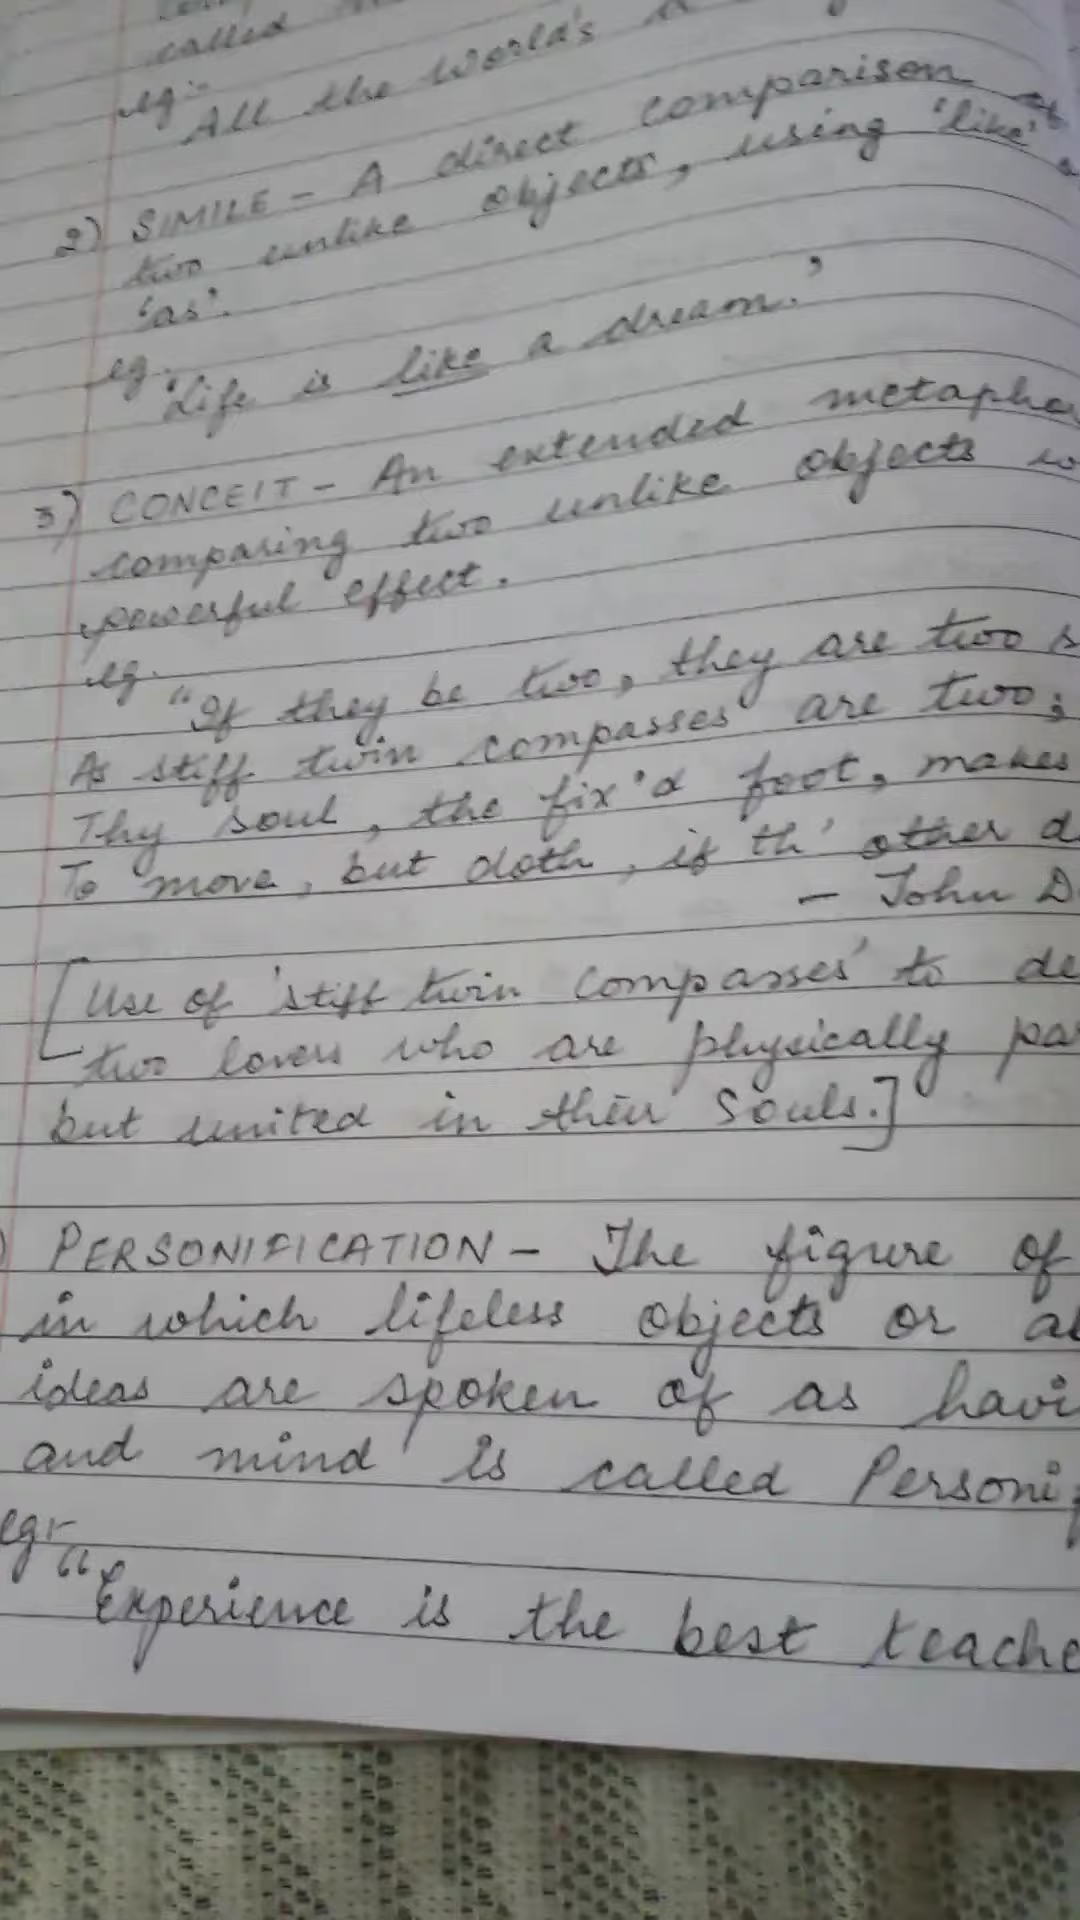 called
eg:-
All the World's a
2) SIMILE - A direct comparison of
two unlike objects, using 'like'
'as'.
eg.
'Life is like a dream.'
3) CONCEIT - An extended metapho
comparing two unlike objects w
powerful effect.
eg.
"If they be two, they are two s
As stiff twin compasses are two;
Thy soul, the fix'd foot, makes
To move, but doth, if th' other d
- John D
[Use of 'stiff twin compasses' to de
two lovers who are physically pa
but united in their souls.]
) PERSONIFICATION - The figure of
in which lifeless objects or a
ideas are spoken of as havi
and mind is called Personi
eg:-
"Experience is the best teache